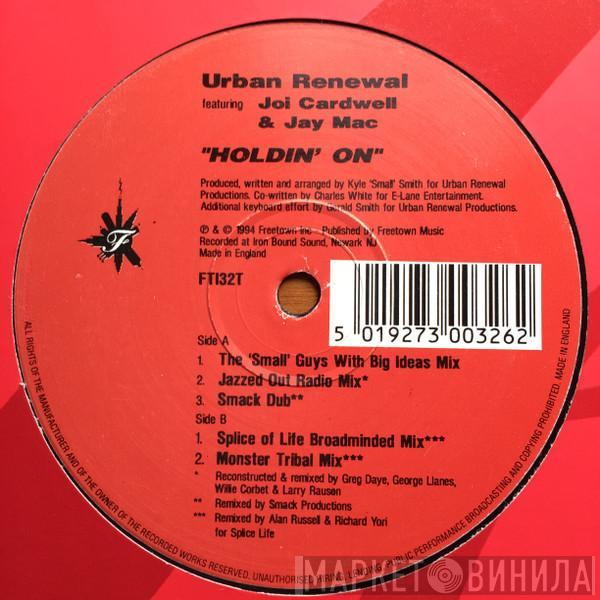 Urban Renewal
featuring Joi Cardwell
& Jay Mac
"HOLDIN' ON"
Produced, written and arranged by Kyle 'Small' Smith for Urban Renewal
Productions. Co-written by Charles White for E-Lane Entertainment.
Additional keyboard effort by Gerald Smith for Urban Renewal Productions.
℗ & © 1994 Freetown Inc Published by Freetown Music
Recorded at Iron Bound Sound, Newark NJ
Made in England
F
FTI32T
5 019273 003262
Side A
1. The 'Small' Guys With Big Ideas Mix
2. Jazzed Out Radio Mix*
3. Smack Dub**
Side B
1. Splice of Life Broadminded Mix***
2. Monster Tribal Mix***
* Reconstructed & remixed by Greg Daye, George Llanes,
Willie Corbet & Larry Rauson
** Remixed by Smack Productions
*** Remixed by Alan Russell & Richard Yori
for Splice Life
ALL RIGHTS OF THE MANUFACTURER AND OF THE OWNER OF THE RECORDED WORKS RESERVED. UNAUTHORISED HIRING, LENDING, PUBLIC PERFORMANCE BROADCASTING AND COPYING PROHIBITED. MADE IN ENGLAND
МАРКЕТ ВИНИЛА